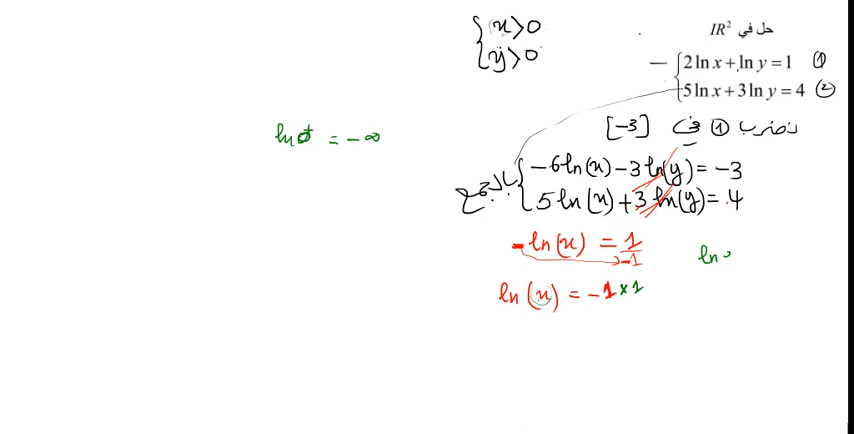 حل في IR²
{ x > 0
{ y > 0
{ 2 ln x + ln y = 1 ①
5 ln x + 3 ln y = 4 ②
نضرب ① في [-3]
ln 0⁺ = -∞
بالجمع { -6 ln(x) - 3 ln(y) = -3
5 ln(x) + 3 ln(y) = 4
- ln(x) = 1/-1
ln
ln(x) = -1 × 1